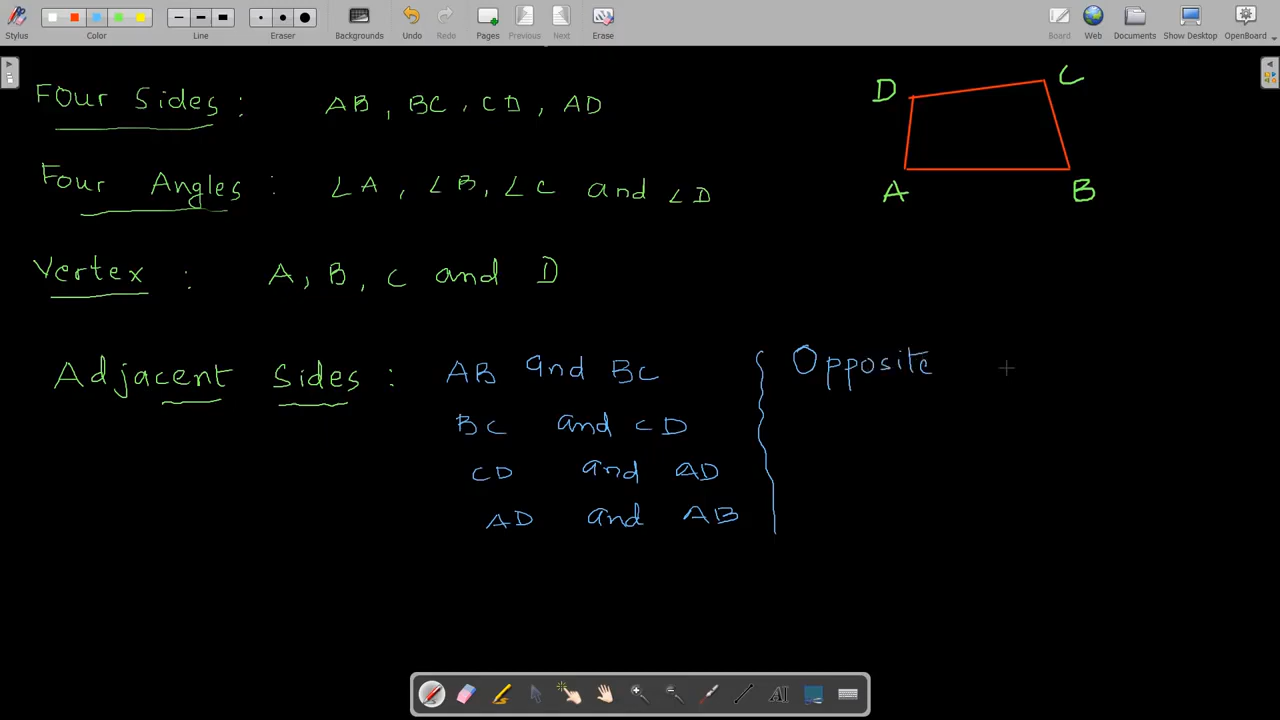 Stylus Color Line Eraser Backgrounds Undo Redo Pages Previous Next Erase Board Web Documents Show Desktop OpenBoard
Four Sides : AB, BC, CD, AD
Four Angles : ∠A, ∠B, ∠C and ∠D
Vertex : A, B, C and D
D C
A B
Adjacent Sides : AB and BC
BC and CD
CD and AD
AD and AB
Opposite
AI